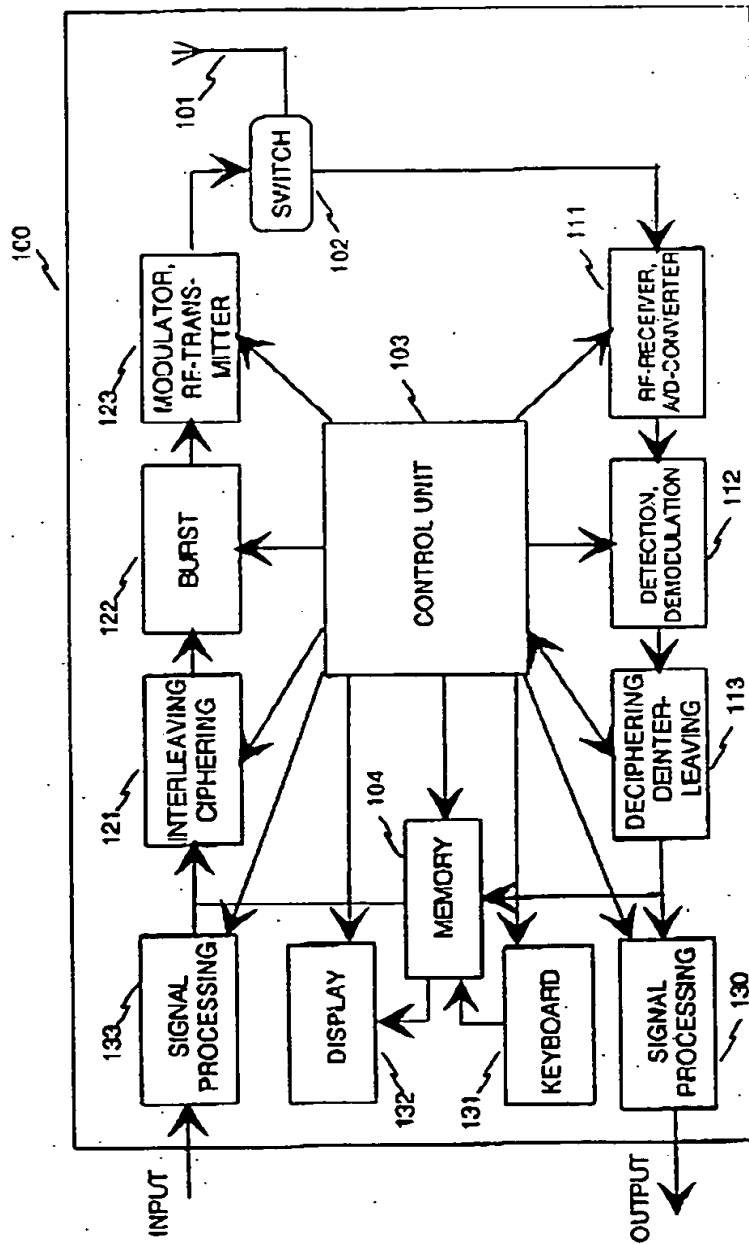 100
INPUT
133
SIGNAL
PROCESSING
121
INTERLEAVING
CIPHERING
122
BURST
123
MODULATOR,
RF-TRANS-
MITTER
101
SWITCH
102
DISPLAY
132
104
MEMORY
103
CONTROL UNIT
131
KEYBOARD
OUTPUT
SIGNAL
PROCESSING
130
DECIPHERING
DEINTER-
LEAVING
113
DETECTION,
DEMODULATION
112
111
RF-RECEIVER,
A/D-CONVERTER